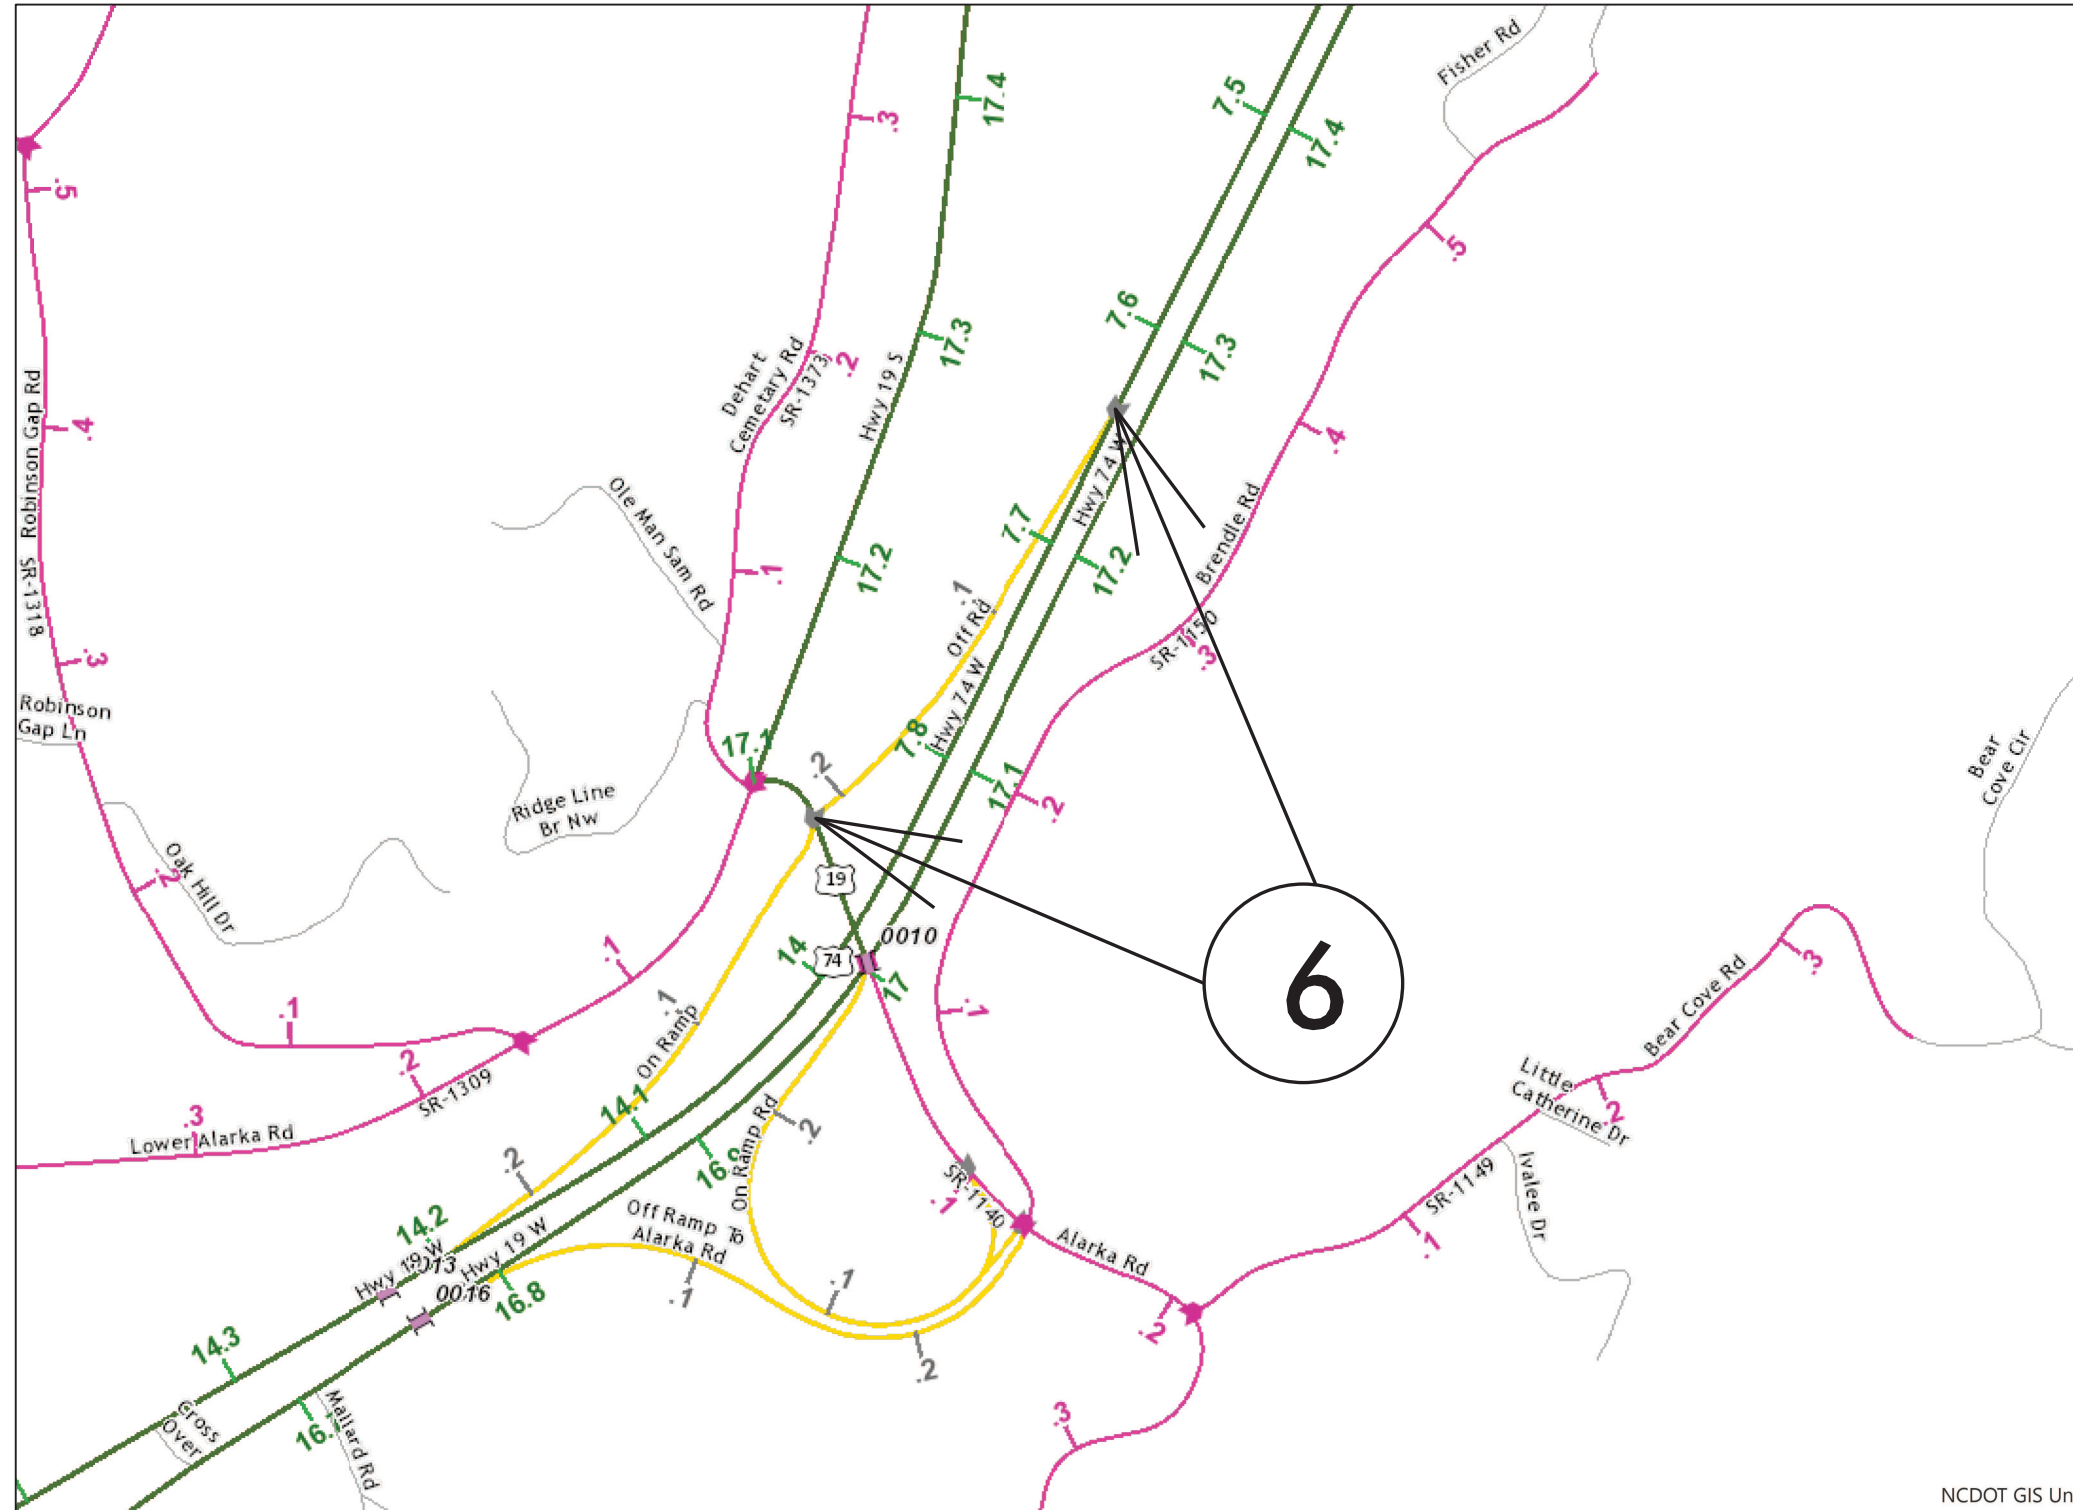 Fisher Rd
17.4
7.5
.3
17.4
.5
.5
7.6
17.3
17.3
Dehart
Cemetary Rd
SR-1373
.2
Hwy 19 S
Robinson Gap Rd
SR-1318
.4
.4
Hwy 74 W
Ole Man Sam Rd
7.7
17.2
17.2
.1
.1
Brendle Rd
SR-1150
.3
Off Rd
.3
Hwy 74 W
Robinson
Gap Ln
17.1
7.8
.2
17.1
.2
Bear
Cove Cir
Ridge Line
Br Nw
Oak Hill Dr
.2
19
0010
14
74
17
.1
.1
.1
.1
6
.3
Bear Cove Rd
On Ramp
.2
SR-1309
14.1
.2
.3
Lower Alarka Rd
On Ramp Rd
.2
Little
Catherine Dr
.2
16.9
SR-1140
.1
SR-1149
Ivalee Dr
14.2
Off Ramp To
Alarka Rd
Alarka Rd
.1
Hwy 19 W
Hwy 19 W
0016
16.8
.1
.1
.2
14.3
.2
Cross
Over
Mallard Rd
.3
NCDOT GIS Un